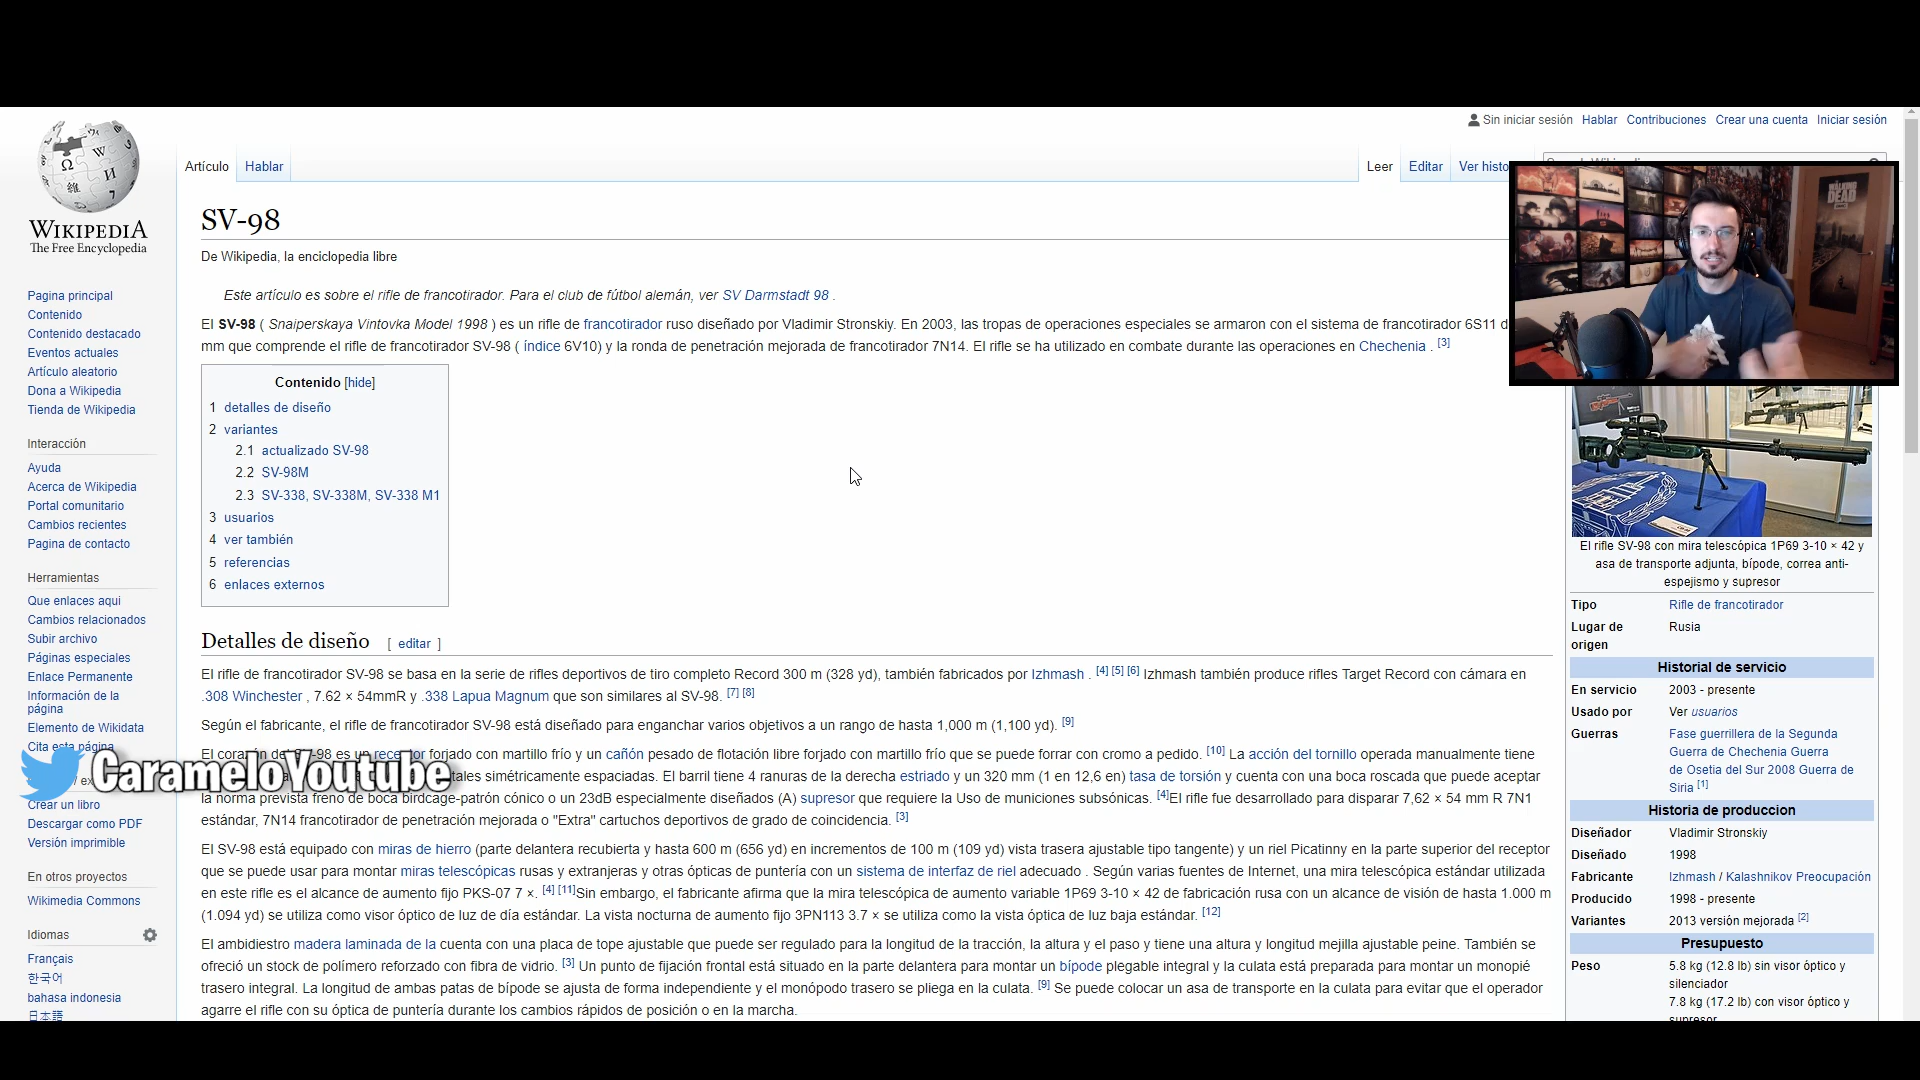 Sin iniciar sesión Hablar Contribuciones Crear una cuenta Iniciar sesión
WIKIPEDIA
The Free Encyclopedia
Artículo Hablar
Leer Editar Ver histo
SV-98
De Wikipedia, la enciclopedia libre
Este artículo es sobre el rifle de francotirador. Para el club de fútbol alemán, ver SV Darmstadt 98 .
El SV-98 ( Snaiperskaya Vintovka Model 1998 ) es un rifle de francotirador ruso diseñado por Vladimir Stronskiy. En 2003, las tropas de operaciones especiales se armaron con el sistema de francotirador 6S11 d
mm que comprende el rifle de francotirador SV-98 ( índice 6V10) y la ronda de penetración mejorada de francotirador 7N14. El rifle se ha utilizado en combate durante las operaciones en Chechenia . [3]
Contenido [hide]
1 detalles de diseño
2 variantes
2.1 actualizado SV-98
2.2 SV-98M
2.3 SV-338, SV-338M, SV-338 M1
3 usuarios
4 ver también
5 referencias
6 enlaces externos
Detalles de diseño [ editar ]
El rifle de francotirador SV-98 se basa en la serie de rifles deportivos de tiro completo Record 300 m (328 yd), también fabricados por Izhmash . [4] [5] [6] Izhmash también produce rifles Target Record con cámara en
.308 Winchester , 7.62 × 54mmR y .338 Lapua Magnum que son similares al SV-98. [7] [8]
Según el fabricante, el rifle de francotirador SV-98 está diseñado para enganchar varios objetivos a un rango de hasta 1,000 m (1,100 yd). [9]
El corazón del SV-98 es un receptor forjado con martillo frío y un cañón pesado de flotación libre forjado con martillo frío que se puede forrar con cromo a pedido. [10] La acción del tornillo operada manualmente tiene
tales simétricamente espaciadas. El barril tiene 4 ranuras de la derecha estriado y un 320 mm (1 en 12,6 en) tasa de torsión y cuenta con una boca roscada que puede aceptar
la norma prevista freno de boca birdcage-patrón cónico o un 23dB especialmente diseñados (A) supresor que requiere la Uso de municiones subsónicas. [4]El rifle fue desarrollado para disparar 7,62 × 54 mm R 7N1
estándar, 7N14 francotirador de penetración mejorada o "Extra" cartuchos deportivos de grado de coincidencia. [3]
El SV-98 está equipado con miras de hierro (parte delantera recubierta y hasta 600 m (656 yd) en incrementos de 100 m (109 yd) vista trasera ajustable tipo tangente) y un riel Picatinny en la parte superior del receptor
que se puede usar para montar miras telescópicas rusas y extranjeras y otras ópticas de puntería con un sistema de interfaz de riel adecuado . Según varias fuentes de Internet, una mira telescópica estándar utilizada
en este rifle es el alcance de aumento fijo PKS-07 7 ×. [4] [11]Sin embargo, el fabricante afirma que la mira telescópica de aumento variable 1P69 3-10 × 42 de fabricación rusa con un alcance de visión de hasta 1.000 m
(1.094 yd) se utiliza como visor óptico de luz de día estándar. La vista nocturna de aumento fijo 3PN113 3.7 × se utiliza como la vista óptica de luz baja estándar. [12]
El ambidiestro madera laminada de la cuenta con una placa de tope ajustable que puede ser regulado para la longitud de la tracción, la altura y el paso y tiene una altura y longitud mejilla ajustable peine. También se
ofreció un stock de polímero reforzado con fibra de vidrio. [3] Un punto de fijación frontal está situado en la parte delantera para montar un bípode plegable integral y la culata está preparada para montar un monopié
trasero integral. La longitud de ambas patas de bípode se ajusta de forma independiente y el monópodo trasero se pliega en la culata. [9] Se puede colocar un asa de transporte en la culata para evitar que el operador
agarre el rifle con su óptica de puntería durante los cambios rápidos de posición o en la marcha.
Pagina principal
Contenido
Contenido destacado
Eventos actuales
Artículo aleatorio
Dona a Wikipedia
Tienda de Wikipedia
Interacción
Ayuda
Acerca de Wikipedia
Portal comunitario
Cambios recientes
Pagina de contacto
Herramientas
Que enlaces aqui
Cambios relacionados
Subir archivo
Páginas especiales
Enlace Permanente
Información de la
página
Elemento de Wikidata
Cita esta página
CarameloYoutube
Crear un libro
Descargar como PDF
Versión imprimible
En otros proyectos
Wikimedia Commons
Idiomas
Français
한국어
bahasa indonesia
日本語
WALKING
DEAD
El rifle SV-98 con mira telescópica 1P69 3-10 × 42 y
asa de transporte adjunta, bípode, correa anti-
espejismo y supresor
Tipo Rifle de francotirador
Lugar de Rusia
origen
Historial de servicio
En servicio 2003 - presente
Usado por Ver usuarios
Guerras Fase guerrillera de la Segunda
Guerra de Chechenia Guerra
de Osetia del Sur 2008 Guerra de
Siria [1]
Historia de produccion
Diseñador Vladimir Stronskiy
Diseñado 1998
Fabricante Izhmash / Kalashnikov Preocupación
Producido 1998 - presente
Variantes 2013 versión mejorada [2]
Presupuesto
Peso 5.8 kg (12.8 lb) sin visor óptico y
silenciador
7.8 kg (17.2 lb) con visor óptico y
supresor